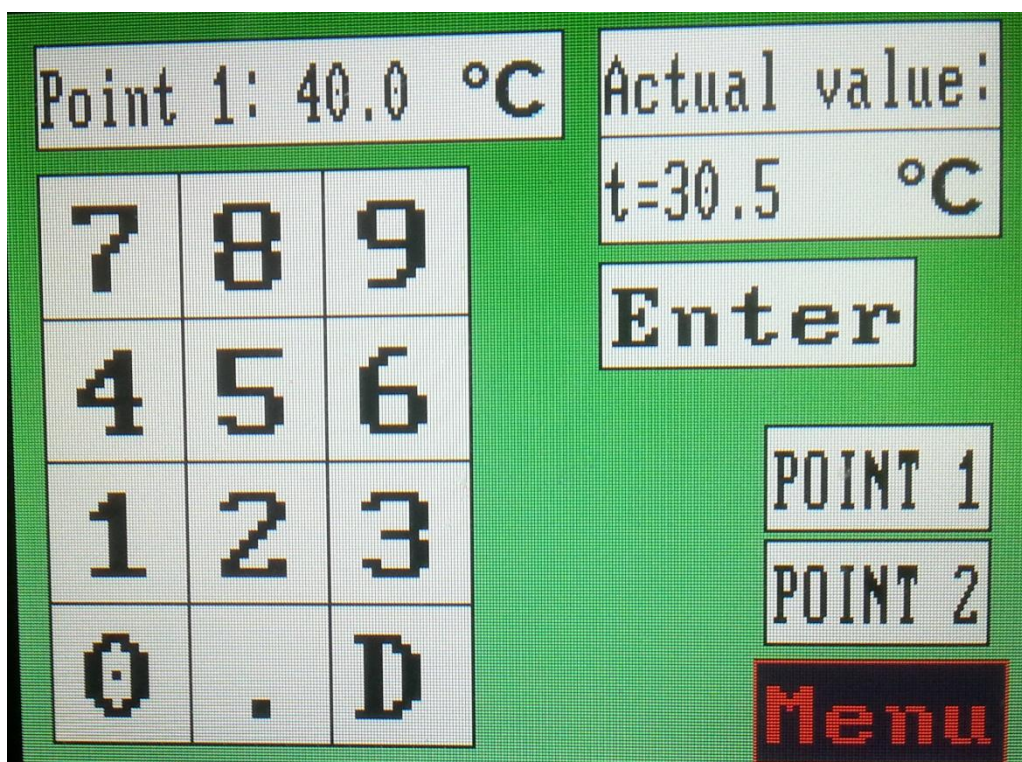 Point 1: 40.0 °C
Actual value:
t=30.5 °C
7 8 9
4 5 6
1 2 3
0 . D
Enter
POINT 1
POINT 2
Menu